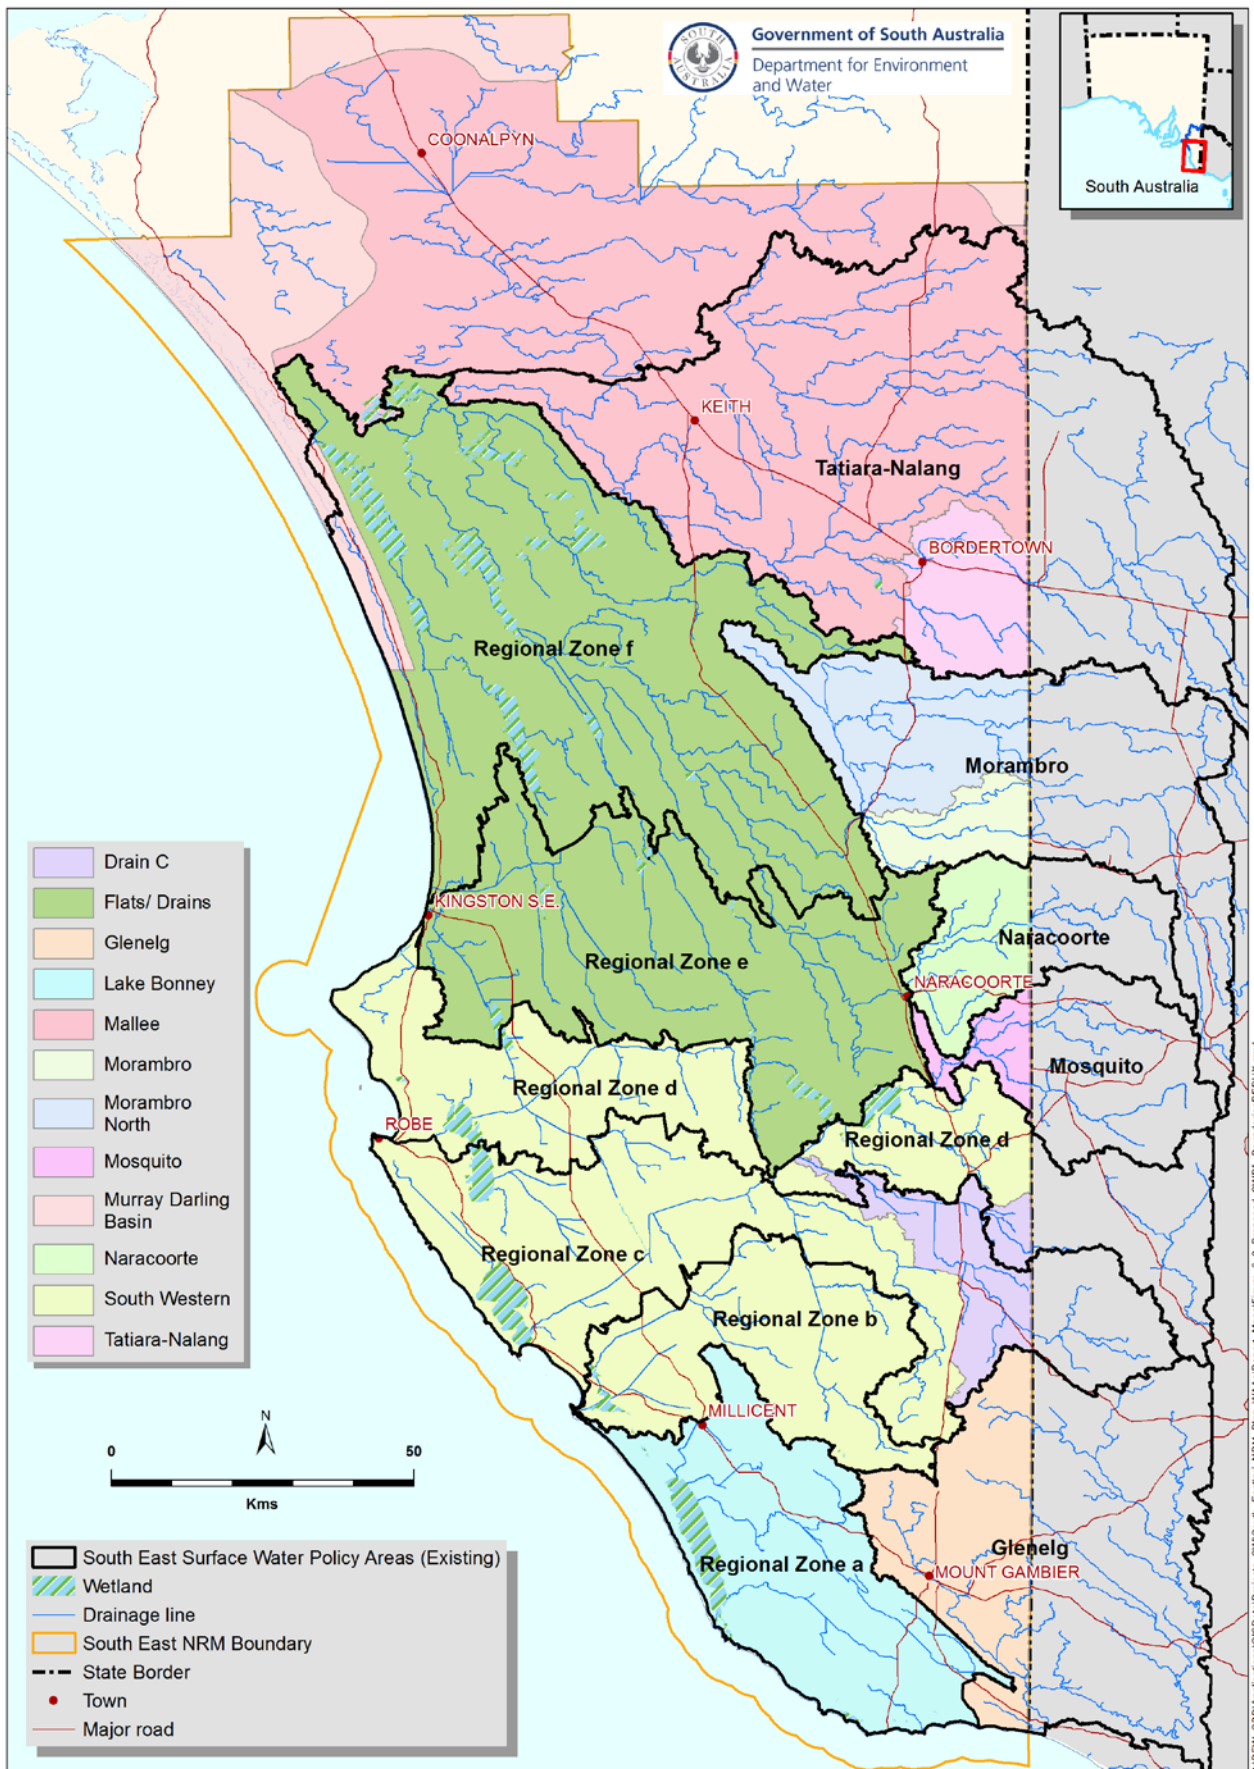 SOUTH
AUSTRALIA
Government of South Australia
Department for Environment
and Water
South Australia
COONALPYN
KEITH
Tatiara-Nalang
BORDERTOWN
Regional Zone f
Morambro
KINGSTON S.E.
Naracoorte
Regional Zone e
NARACOORTE
Mosquito
Regional Zone d
ROBE
Regional Zone d
Regional Zone c
Regional Zone b
MILLICENT
Regional Zone a
Glenelg
MOUNT GAMBIER
Drain C
Flats/ Drains
Glenelg
Lake Bonney
Mallee
Morambro
Morambro
North
Mosquito
Murray Darling
Basin
Naracoorte
South Western
Tatiara-Nalang
N
0 50
Kms
South East Surface Water Policy Areas (Existing)
Wetland
Drainage line
South East NRM Boundary
State Border
Town
Major road